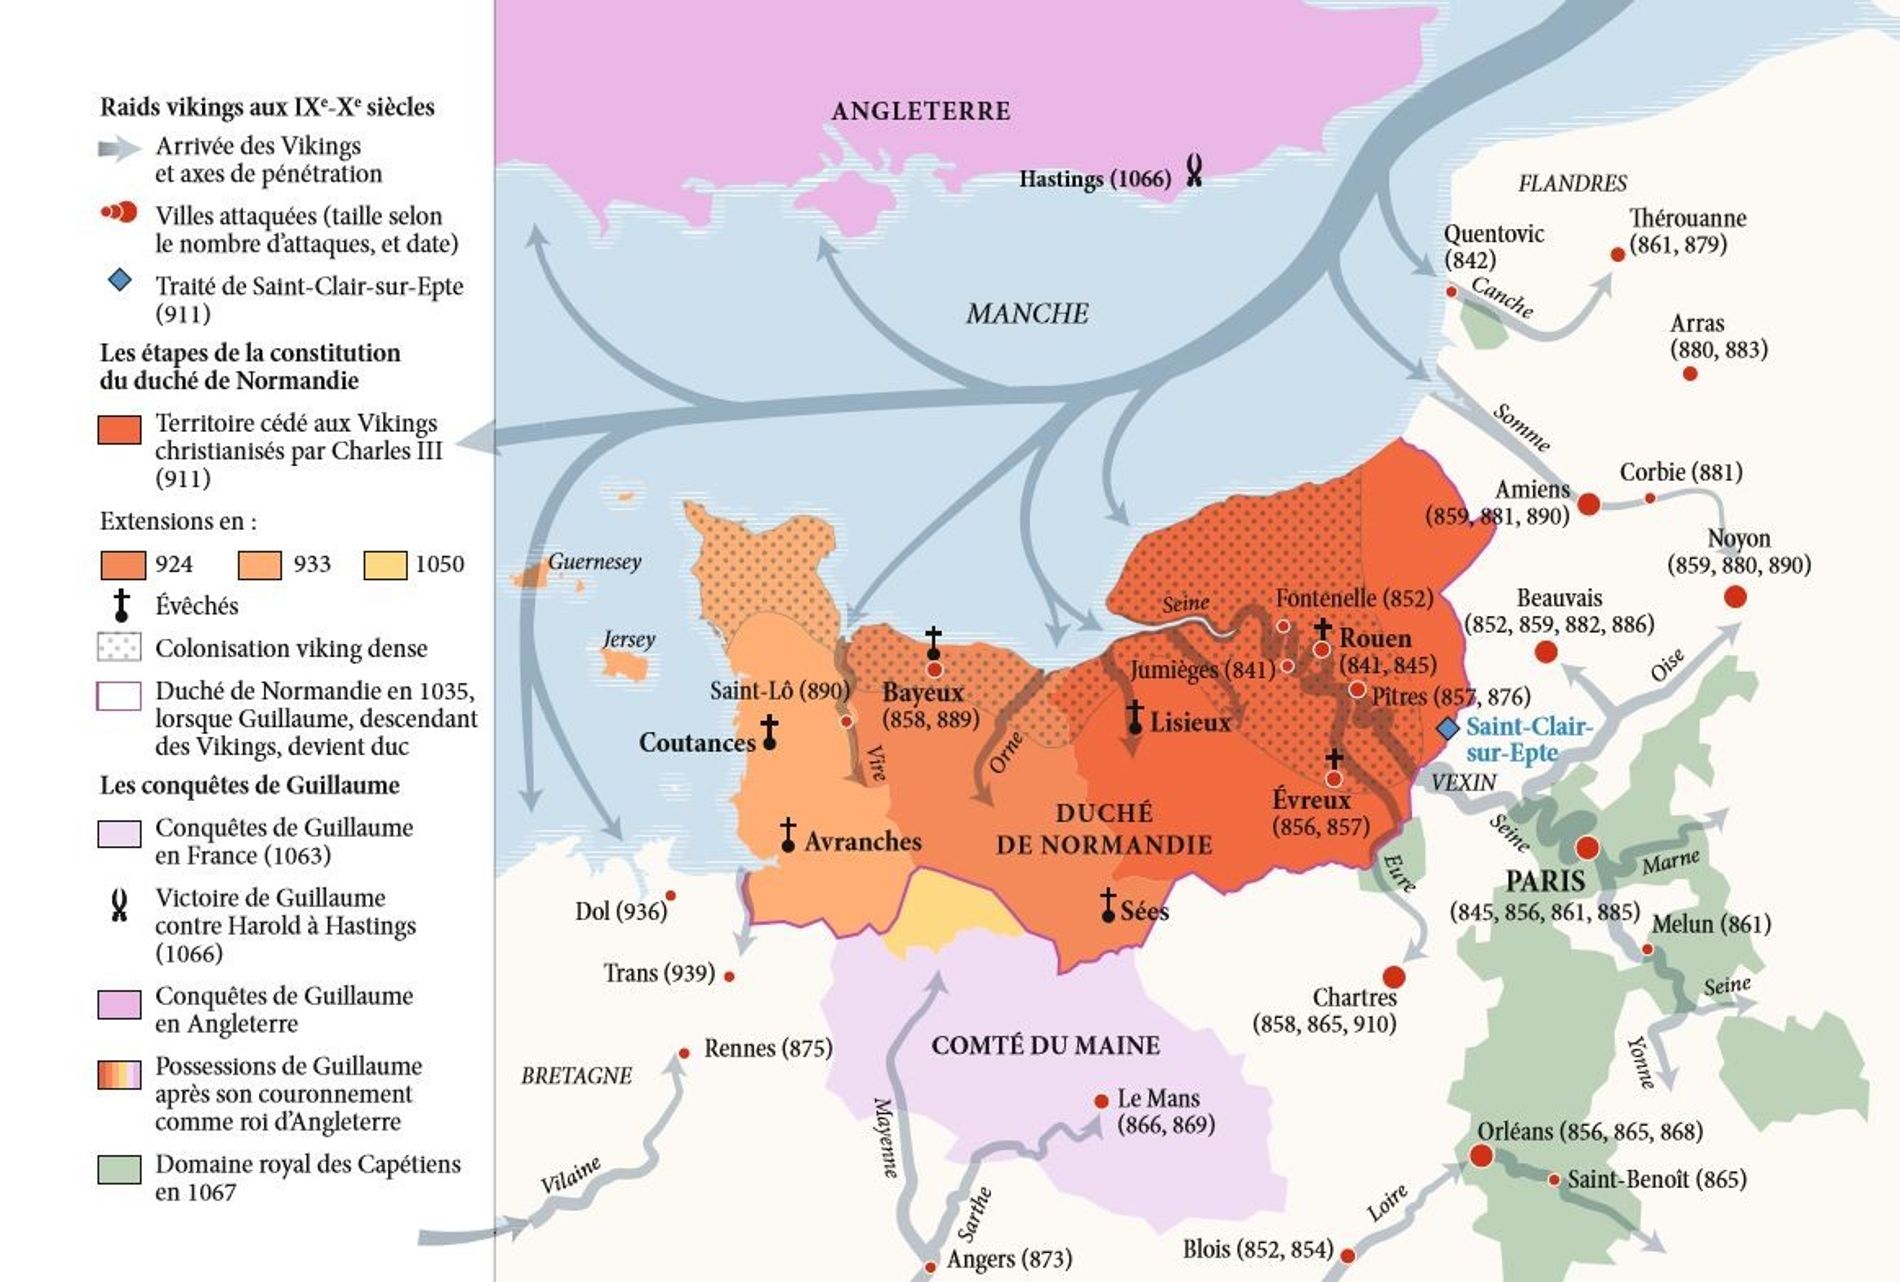 Raids vikings aux IXe-Xe siècles
Arrivée des Vikings
et axes de pénétration
Villes attaquées (taille selon
le nombre d'attaques, et date)
Traité de Saint-Clair-sur-Epte
(911)
Les étapes de la constitution
du duché de Normandie
Territoire cédé aux Vikings
christianisés par Charles III
(911)
Extensions en :
924 933 1050
Évêchés
Colonisation viking dense
Duché de Normandie en 1035,
lorsque Guillaume, descendant
des Vikings, devient duc
Les conquêtes de Guillaume
Conquêtes de Guillaume
en France (1063)
Victoire de Guillaume
contre Harold à Hastings
(1066)
Conquêtes de Guillaume
en Angleterre
Possessions de Guillaume
après son couronnement
comme roi d'Angleterre
Domaine royal des Capétiens
en 1067
ANGLETERRE
Hastings (1066)
FLANDRES
Thérouanne
(861, 879)
Quentovic
(842)
Canche
MANCHE
Arras
(880, 883)
Somme
Corbie (881)
Amiens
(859, 881, 890)
Noyon
(859, 880, 890)
Guernesey
Jersey
Seine
Fontenelle (852)
Beauvais
(852, 859, 882, 886)
Rouen
(841, 845)
Jumièges (841)
Oise
Pîtres (857, 876)
Saint-Lô (890)
Bayeux
(858, 889)
Lisieux
Saint-Clair-
sur-Epte
Coutances
Vire
Orne
VEXIN
Évreux
(856, 857)
DUCHÉ
DE NORMANDIE
Avranches
Seine
Marne
Eure
PARIS
(845, 856, 861, 885)
Dol (936)
Sées
Melun (861)
Trans (939)
Chartres
(858, 865, 910)
Seine
Rennes (875)
COMTÉ DU MAINE
BRETAGNE
Yonne
Le Mans
(866, 869)
Mayenne
Orléans (856, 865, 868)
Vilaine
Saint-Benoît (865)
Sarthe
Loire
Blois (852, 854)
Angers (873)